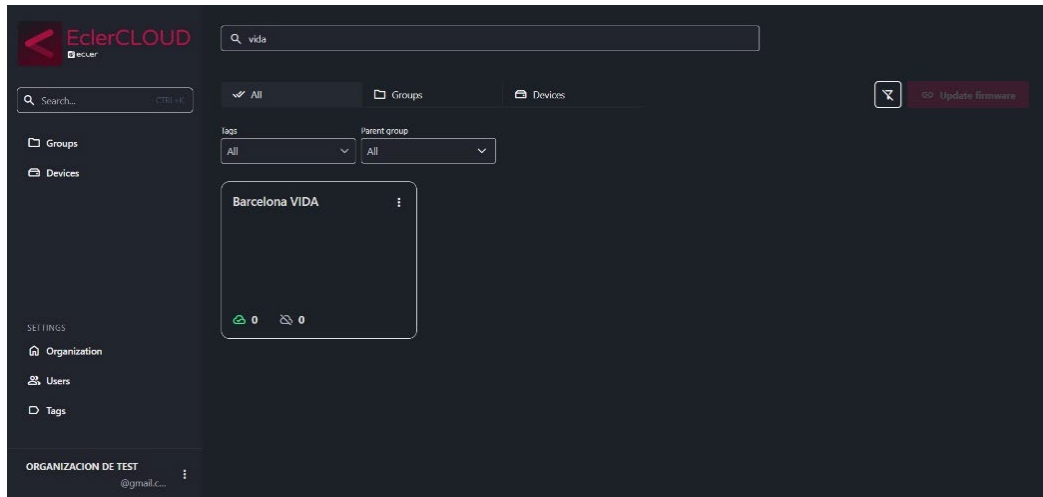 EclerCLOUD
ecler
Search...
CTRL+K
Groups
Devices
SETTINGS
Organization
Users
Tags
ORGANIZACION DE TEST
@gmail.c...
vida
All
Groups
Devices
Update firmware
Tags
Parent group
All
All
Barcelona VIDA
0
0